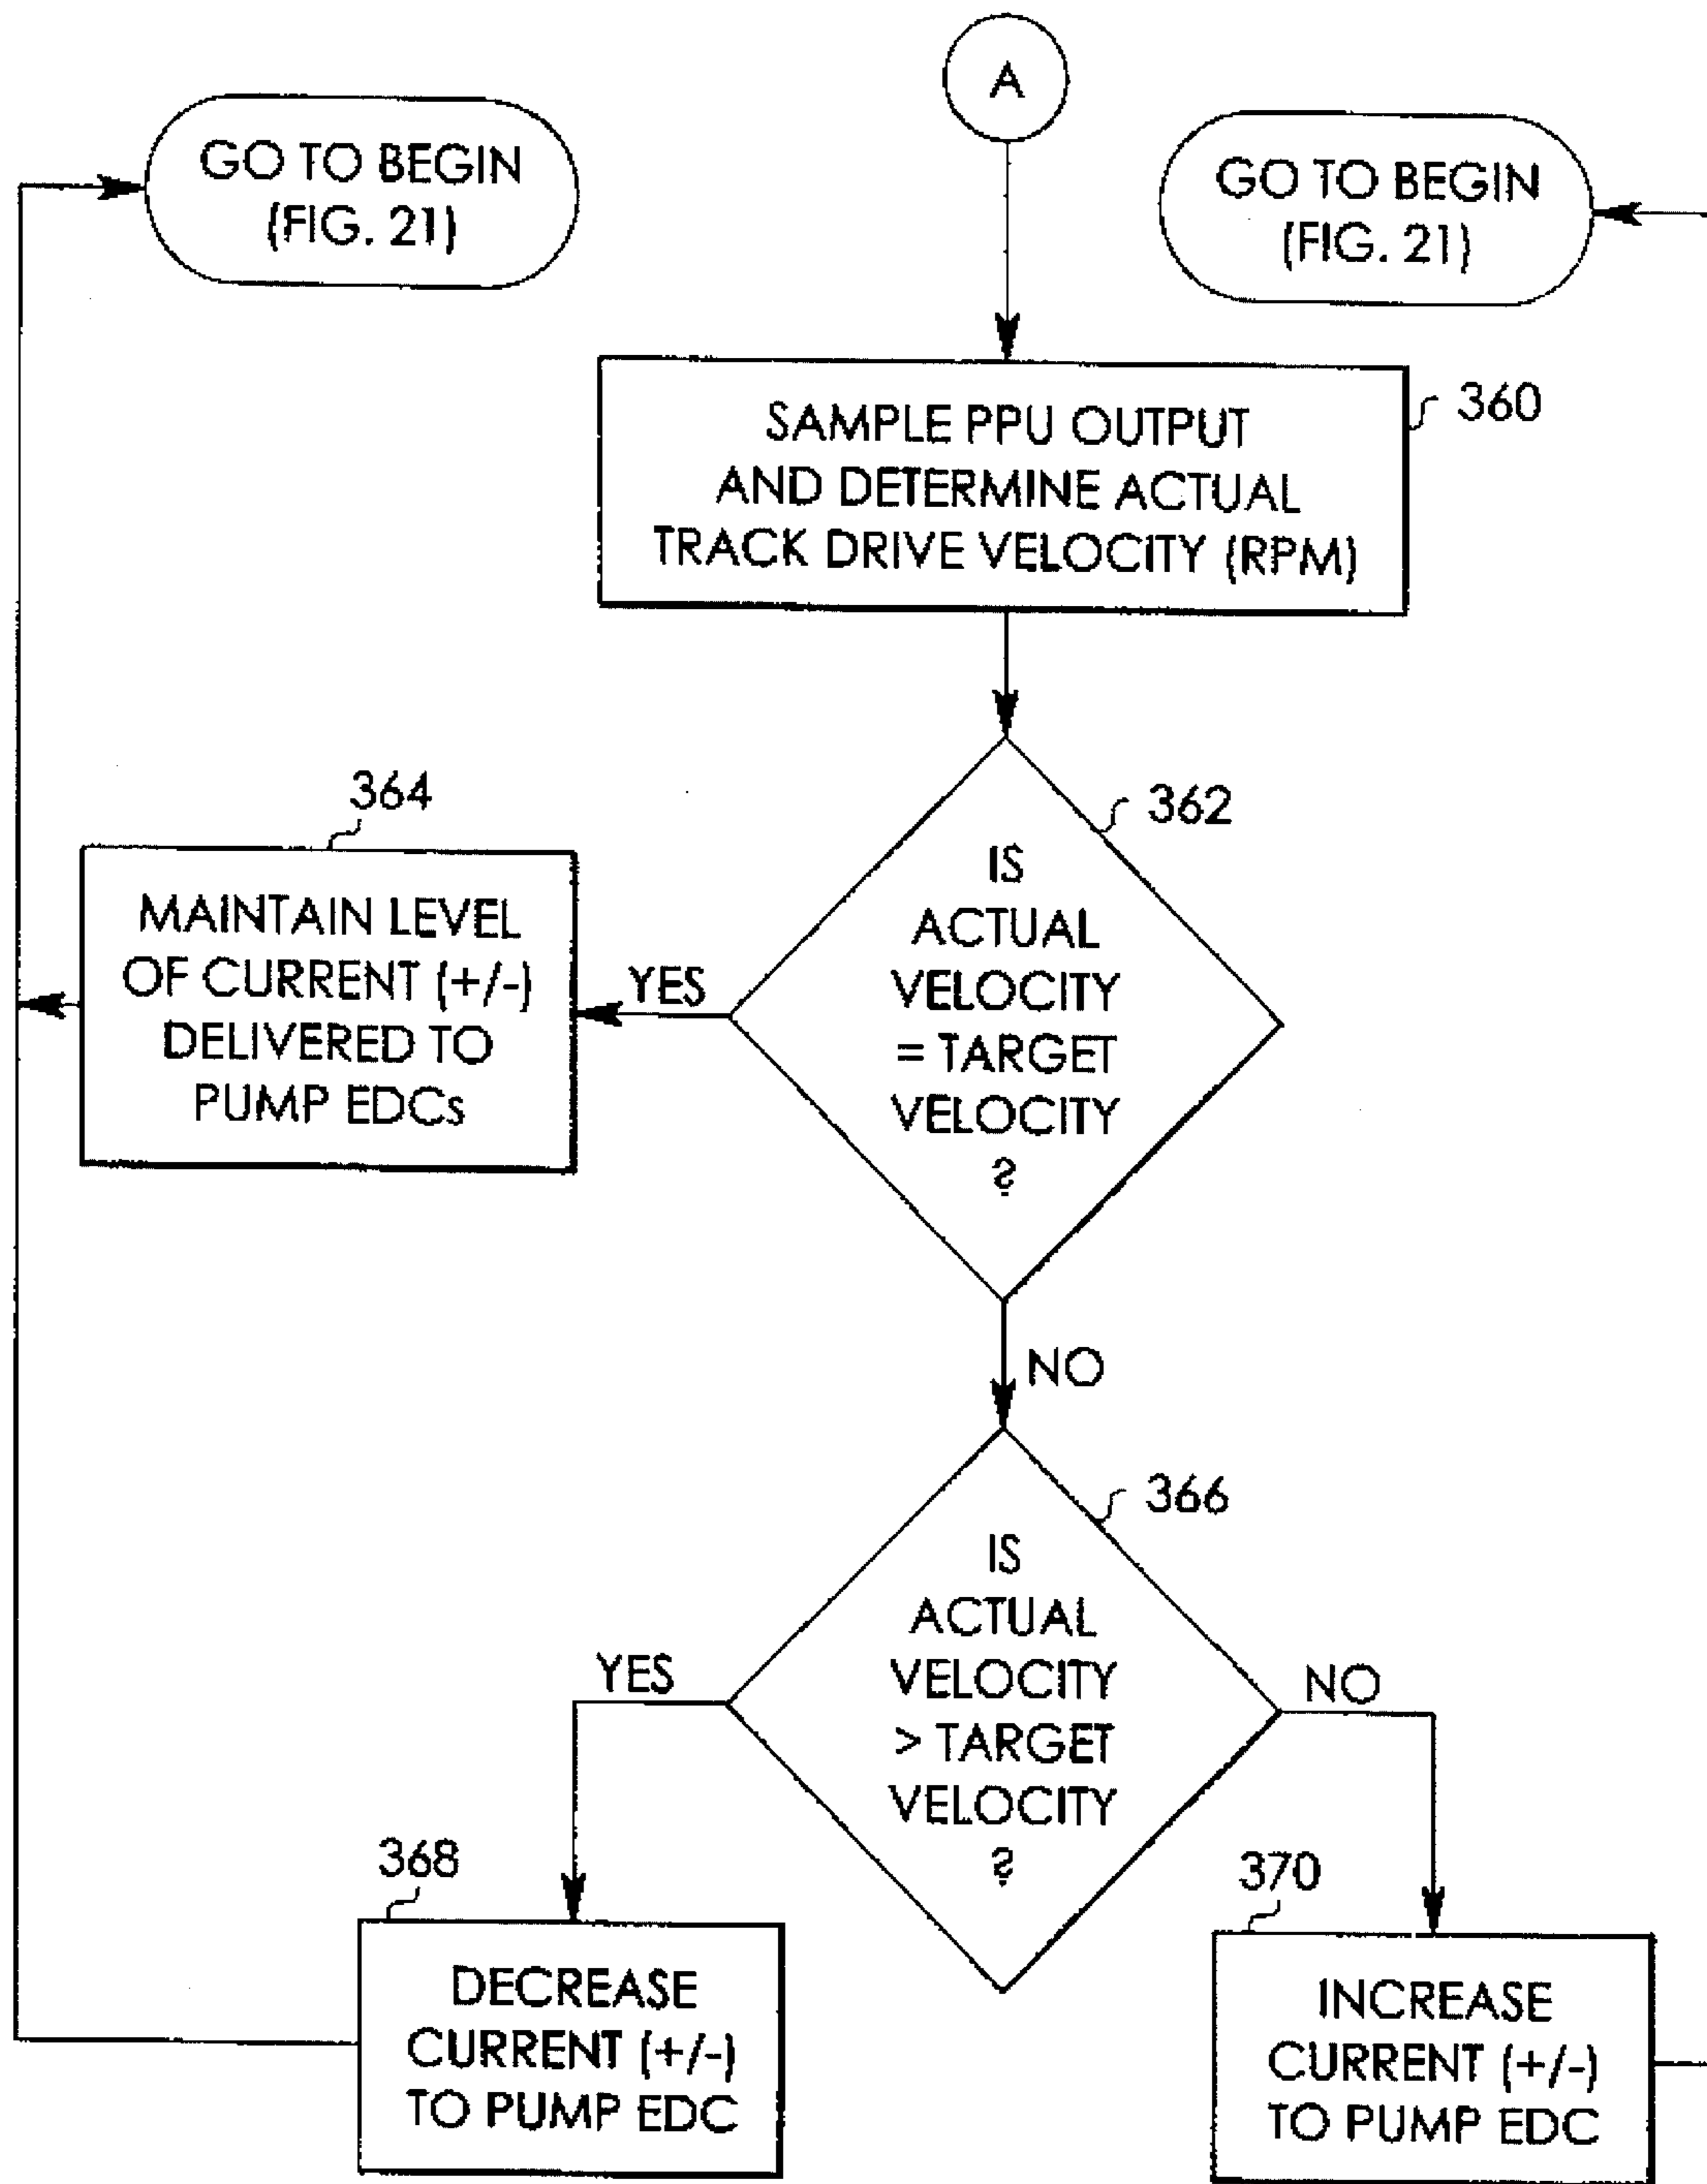 A
GO TO BEGIN
(FIG. 21)
GO TO BEGIN
(FIG. 21)
360
SAMPLE PPU OUTPUT
AND DETERMINE ACTUAL
TRACK DRIVE VELOCITY (RPM)
362
IS
ACTUAL
VELOCITY
= TARGET
VELOCITY
?
YES
364
MAINTAIN LEVEL
OF CURRENT (+/-)
DELIVERED TO
PUMP EDCs
NO
366
IS
ACTUAL
VELOCITY
> TARGET
VELOCITY
?
YES
NO
368
DECREASE
CURRENT (+/-)
TO PUMP EDC
370
INCREASE
CURRENT (+/-)
TO PUMP EDC